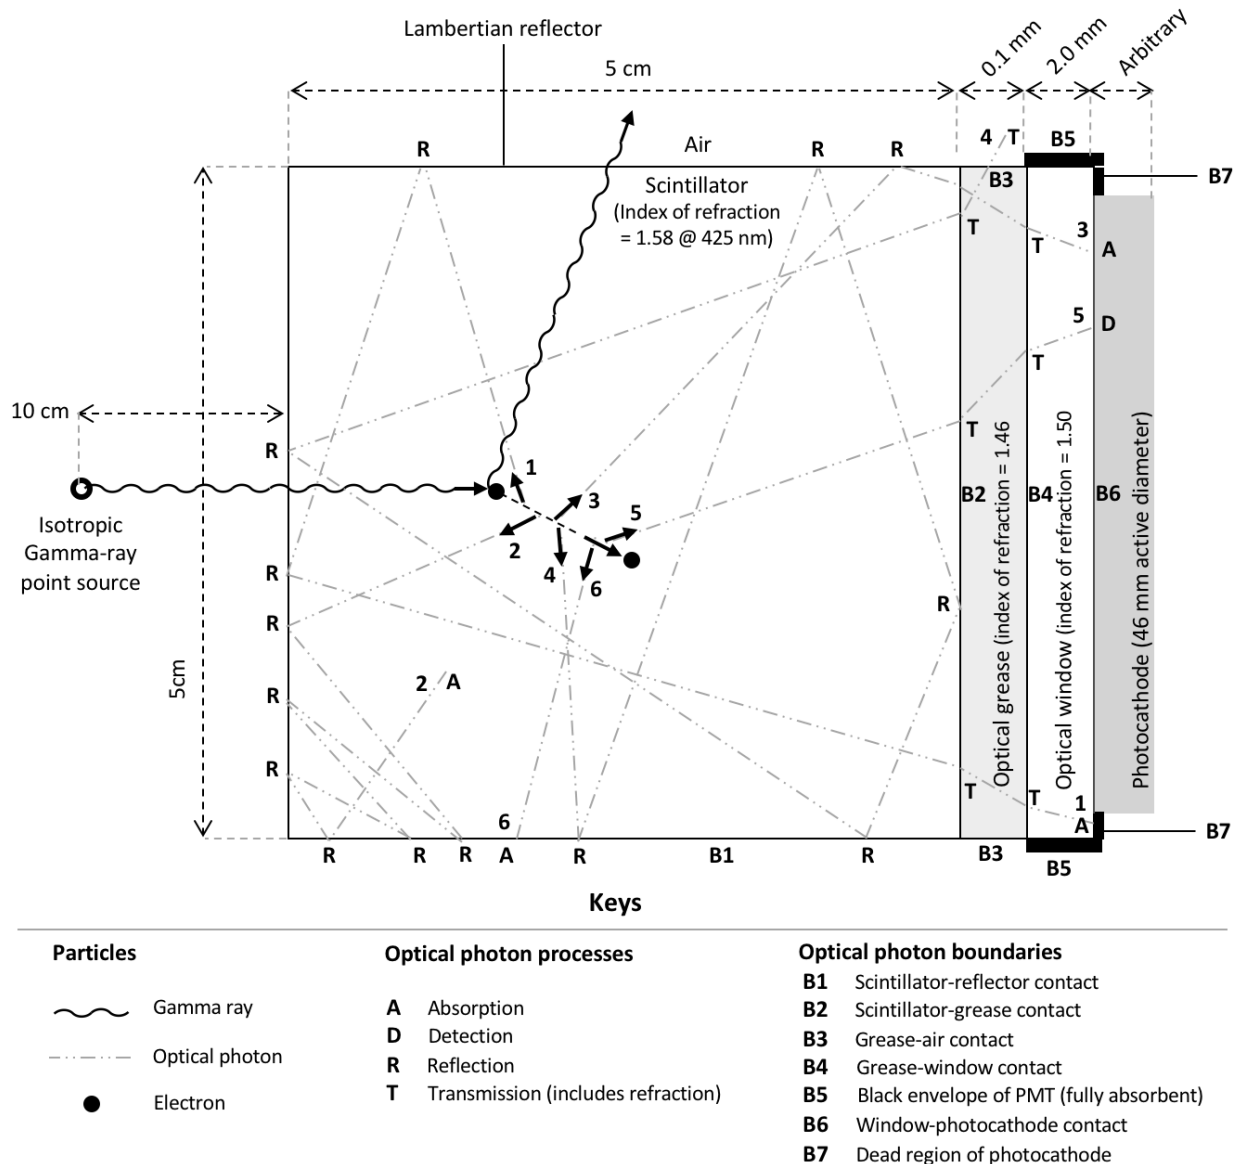 Lambertian reflector
5 cm
0.1 mm
2.0 mm
Arbitrary
R
Air
R
R
4
T
B5
B3
B7
Scintillator
(Index of refraction
= 1.58 @ 425 nm)
T
T
3
A
5
D
T
10 cm
R
T
1
3
5
2
4
6
B2
B4
B6
Isotropic
Gamma-ray
point source
Optical grease (index of refraction = 1.46
Optical window (index of refraction = 1.50
Photocathode (46 mm active diameter)
5cm
R
R
R
2
A
R
R
T
T
1
A
6
B7
R
R
R
A
R
B1
R
B3
B5
Keys
Particles
Gamma ray
Optical photon
Electron
Optical photon processes
A Absorption
D Detection
R Reflection
T Transmission (includes refraction)
Optical photon boundaries
B1 Scintillator-reflector contact
B2 Scintillator-grease contact
B3 Grease-air contact
B4 Grease-window contact
B5 Black envelope of PMT (fully absorbent)
B6 Window-photocathode contact
B7 Dead region of photocathode